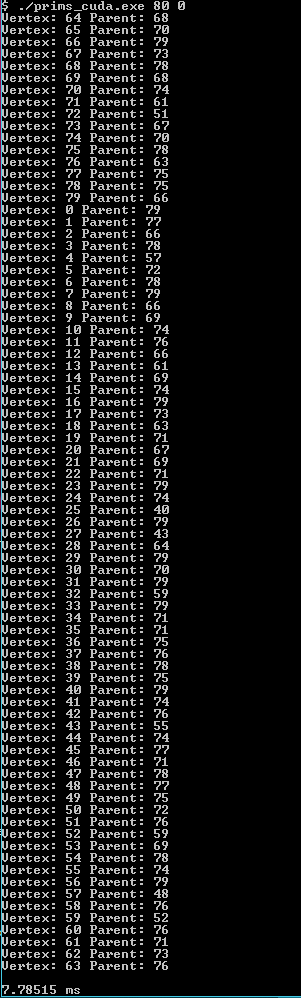 $ ./prims_cuda.exe 80 0
Vertex: 64 Parent: 68
Vertex: 65 Parent: 70
Vertex: 66 Parent: 79
Vertex: 67 Parent: 73
Vertex: 68 Parent: 78
Vertex: 69 Parent: 68
Vertex: 70 Parent: 74
Vertex: 71 Parent: 61
Vertex: 72 Parent: 51
Vertex: 73 Parent: 67
Vertex: 74 Parent: 70
Vertex: 75 Parent: 78
Vertex: 76 Parent: 63
Vertex: 77 Parent: 75
Vertex: 78 Parent: 75
Vertex: 79 Parent: 66
Vertex: 0 Parent: 79
Vertex: 1 Parent: 77
Vertex: 2 Parent: 66
Vertex: 3 Parent: 78
Vertex: 4 Parent: 57
Vertex: 5 Parent: 72
Vertex: 6 Parent: 78
Vertex: 7 Parent: 79
Vertex: 8 Parent: 66
Vertex: 9 Parent: 69
Vertex: 10 Parent: 74
Vertex: 11 Parent: 76
Vertex: 12 Parent: 66
Vertex: 13 Parent: 61
Vertex: 14 Parent: 69
Vertex: 15 Parent: 74
Vertex: 16 Parent: 79
Vertex: 17 Parent: 73
Vertex: 18 Parent: 63
Vertex: 19 Parent: 71
Vertex: 20 Parent: 67
Vertex: 21 Parent: 69
Vertex: 22 Parent: 71
Vertex: 23 Parent: 79
Vertex: 24 Parent: 74
Vertex: 25 Parent: 40
Vertex: 26 Parent: 79
Vertex: 27 Parent: 43
Vertex: 28 Parent: 64
Vertex: 29 Parent: 79
Vertex: 30 Parent: 70
Vertex: 31 Parent: 79
Vertex: 32 Parent: 59
Vertex: 33 Parent: 79
Vertex: 34 Parent: 71
Vertex: 35 Parent: 71
Vertex: 36 Parent: 75
Vertex: 37 Parent: 76
Vertex: 38 Parent: 78
Vertex: 39 Parent: 75
Vertex: 40 Parent: 79
Vertex: 41 Parent: 74
Vertex: 42 Parent: 76
Vertex: 43 Parent: 55
Vertex: 44 Parent: 74
Vertex: 45 Parent: 77
Vertex: 46 Parent: 71
Vertex: 47 Parent: 78
Vertex: 48 Parent: 77
Vertex: 49 Parent: 75
Vertex: 50 Parent: 72
Vertex: 51 Parent: 76
Vertex: 52 Parent: 59
Vertex: 53 Parent: 69
Vertex: 54 Parent: 78
Vertex: 55 Parent: 74
Vertex: 56 Parent: 79
Vertex: 57 Parent: 48
Vertex: 58 Parent: 76
Vertex: 59 Parent: 52
Vertex: 60 Parent: 76
Vertex: 61 Parent: 71
Vertex: 62 Parent: 73
Vertex: 63 Parent: 76
7.78515 ms